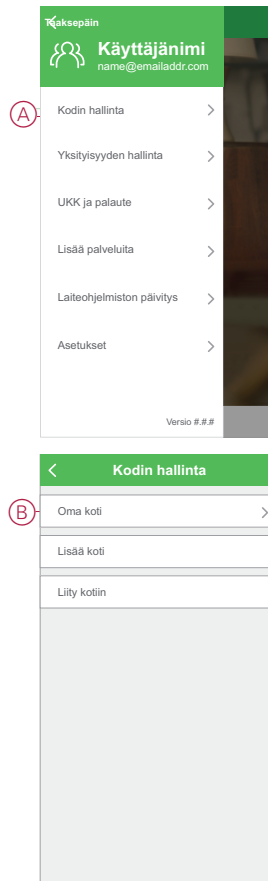 Taaksepäin
Käyttäjänimi
name@emailaddr.com
A
Kodin hallinta
Yksityisyyden hallinta
UKK ja palaute
Lisää palveluita
Laiteohjelmiston päivitys
Asetukset
Versio #.#.#
Kodin hallinta
B
Oma koti
Lisää koti
Liity kotiin